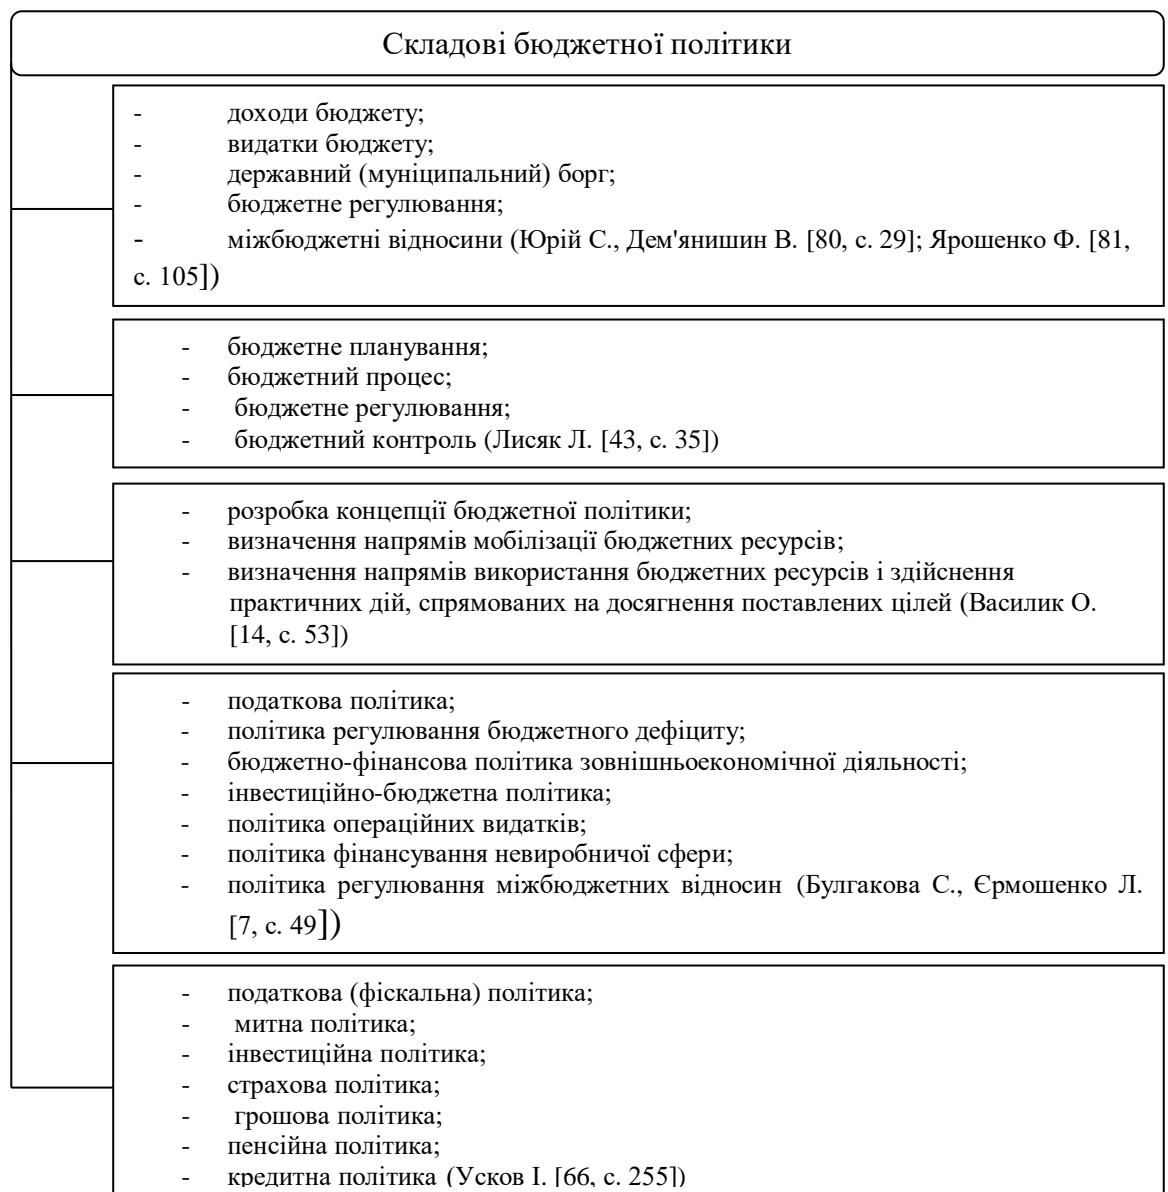 Складові бюджетної політики
- доходи бюджету;
- видатки бюджету;
- державний (муніципальний) борг;
- бюджетне регулювання;
- міжбюджетні відносини (Юрій С., Дем'янишин В. [80, с. 29]; Ярошенко Ф. [81,
с. 105])
- бюджетне планування;
- бюджетний процес;
- бюджетне регулювання;
- бюджетний контроль (Лисяк Л. [43, с. 35])
- розробка концепції бюджетної політики;
- визначення напрямів мобілізації бюджетних ресурсів;
- визначення напрямів використання бюджетних ресурсів і здійснення
практичних дій, спрямованих на досягнення поставлених цілей (Василик О.
[14, с. 53])
- податкова політика;
- політика регулювання бюджетного дефіциту;
- бюджетно-фінансова політика зовнішньоекономічної діяльності;
- інвестиційно-бюджетна політика;
- політика операційних видатків;
- політика фінансування невиробничої сфери;
- політика регулювання міжбюджетних відносин (Булгакова С., Єрмошенко Л.
[7, с. 49])
- податкова (фіскальна) політика;
- митна політика;
- інвестиційна політика;
- страхова політика;
- грошова політика;
- пенсійна політика;
- кредитна політика (Усков І. [66, с. 255])